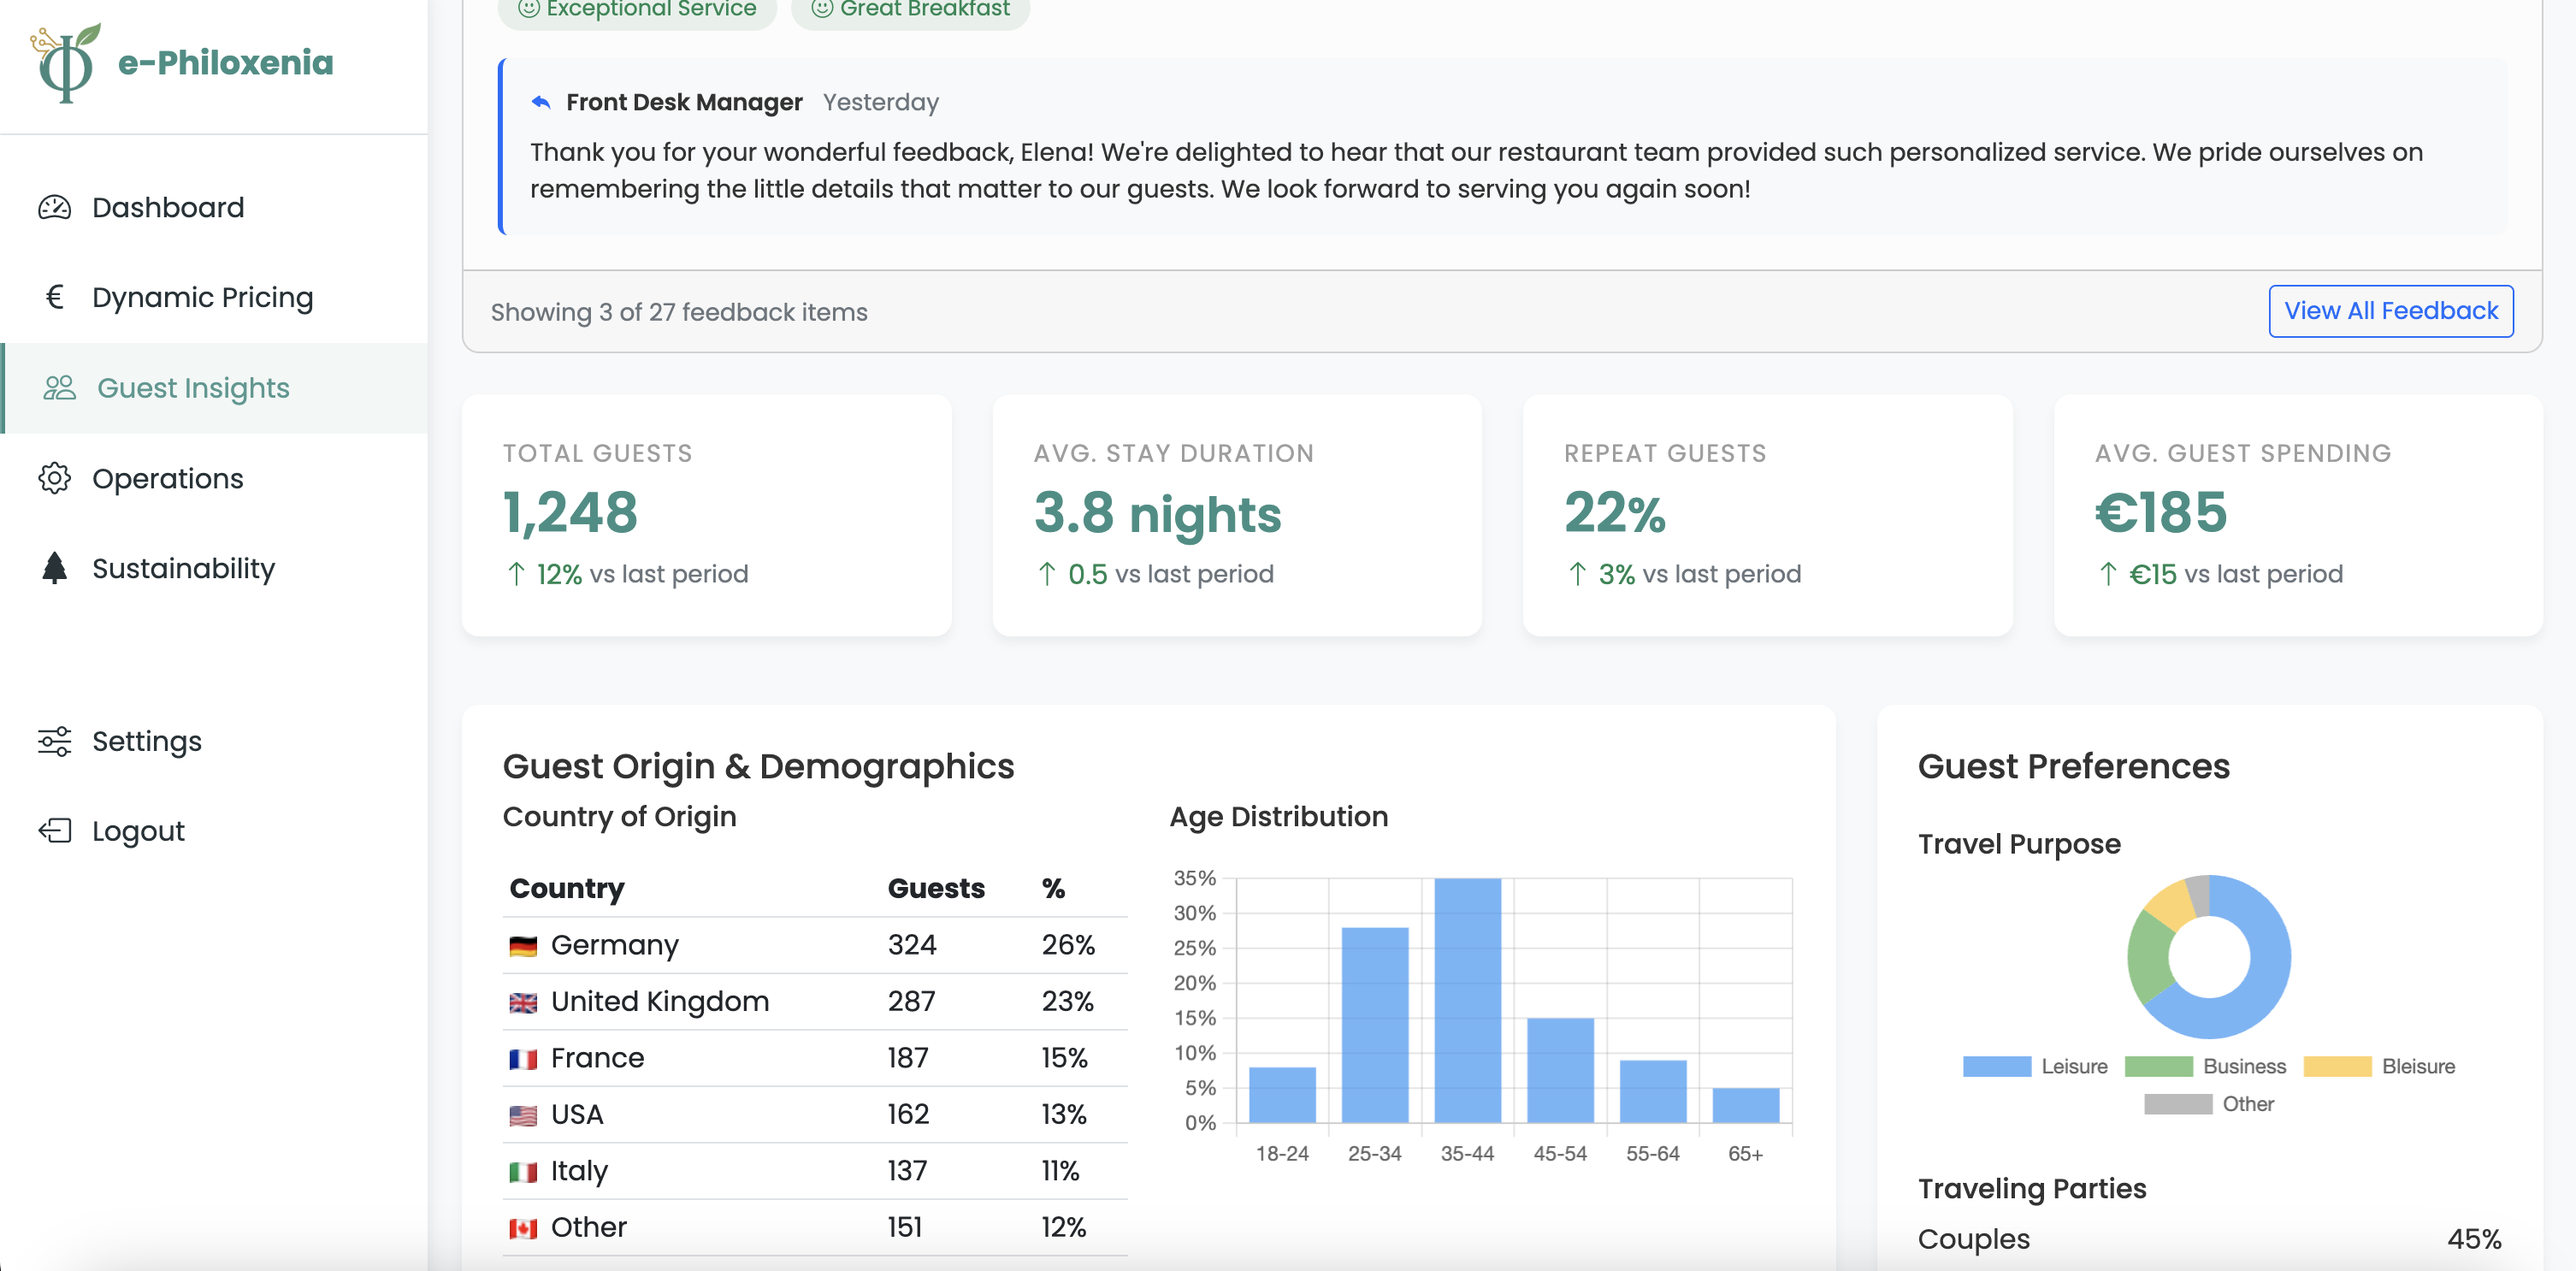 e-Philoxenia
Dashboard
Dynamic Pricing
Guest Insights
Operations
Sustainability
Settings
Logout
Exceptional Service
Great Breakfast
Front Desk Manager Yesterday
Thank you for your wonderful feedback, Elena! We're delighted to hear that our restaurant team provided such personalized service. We pride ourselves on
remembering the little details that matter to our guests. We look forward to serving you again soon!
Showing 3 of 27 feedback items
View All Feedback
TOTAL GUESTS
1,248
↑ 12% vs last period
AVG. STAY DURATION
3.8 nights
↑ 0.5 vs last period
REPEAT GUESTS
22%
↑ 3% vs last period
AVG. GUEST SPENDING
€185
↑ €15 vs last period
Guest Origin & Demographics
Country of Origin
Country Guests %
Germany 324 26%
United Kingdom 287 23%
France 187 15%
USA 162 13%
Italy 137 11%
Other 151 12%
Age Distribution
35%
30%
25%
20%
15%
10%
5%
0%
18-24 25-34 35-44 45-54 55-64 65+
Guest Preferences
Travel Purpose
Leisure Business Bleisure
Other
Traveling Parties
Couples 45%